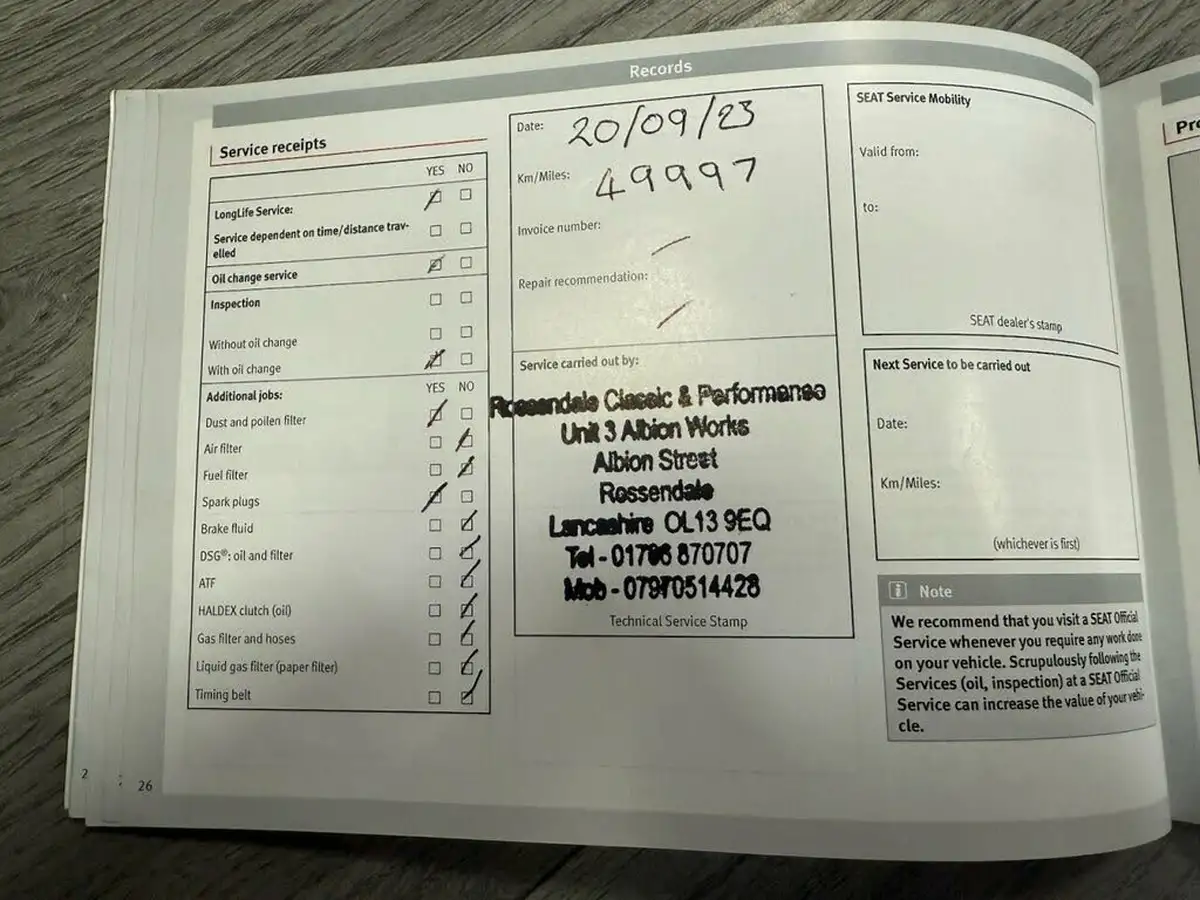 Records
Service receipts
YES NO
LongLife Service:
Service dependent on time/distance trav-
elled
Oil change service
Inspection
Without oil change
With oil change
Additional jobs: YES NO
Dust and pollen filter
Air filter
Fuel filter
Spark plugs
Brake fluid
DSG®: oil and filter
ATF
HALDEX clutch (oil)
Gas filter and hoses
Liquid gas filter (paper filter)
Timing belt
Date: 20/09/23
Km/Miles: 49997
Invoice number:
Repair recommendation:
Service carried out by:
Rossendale Classic & Performance
Unit 3 Albion Works
Albion Street
Rossendale
Lancashire OL13 9EQ
Tel - 01706 870707
Mob - 07970514428
Technical Service Stamp
SEAT Service Mobility
Valid from:
to:
SEAT dealer's stamp
Next Service to be carried out
Date:
Km/Miles:
(whichever is first)
i Note
We recommend that you visit a SEAT Official
Service whenever you require any work done
on your vehicle. Scrupulously following the
Services (oil, inspection) at a SEAT Official
Service can increase the value of your vehi-
cle.
2
26